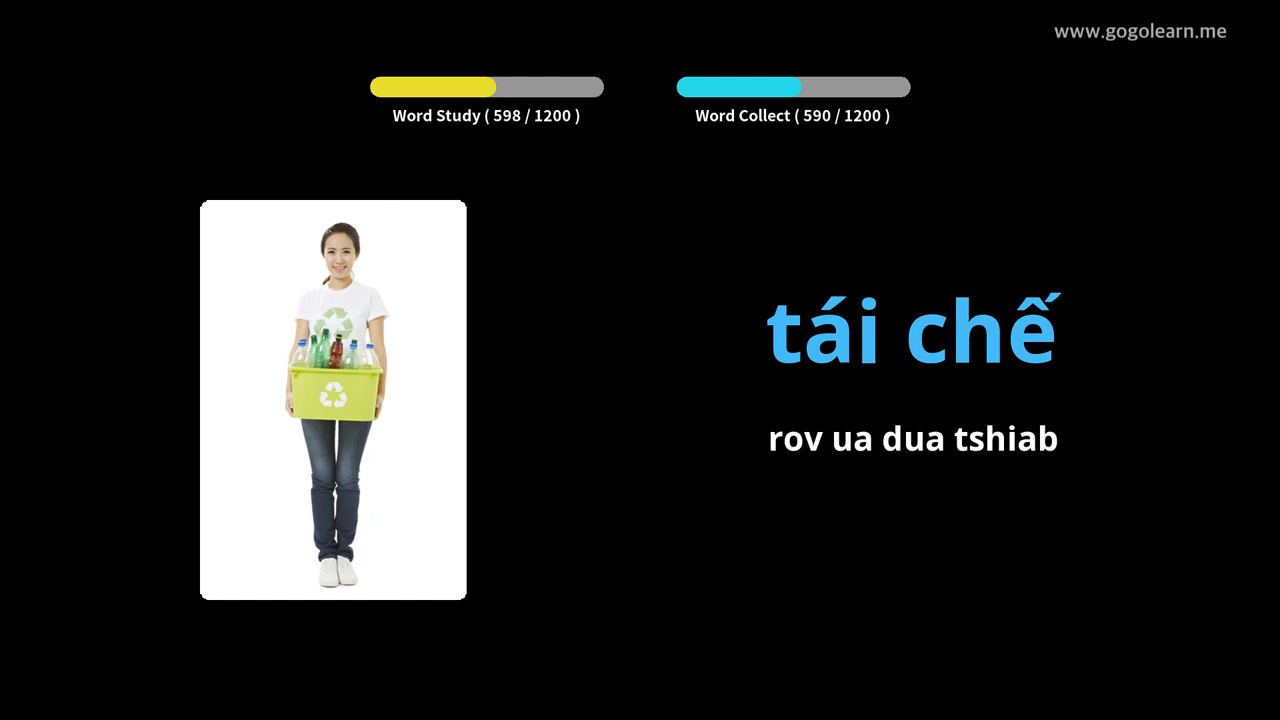 www.gogolearn.me
Word Study ( 598 / 1200 )
Word Collect ( 590 / 1200 )
tái chế
rov ua dua tshiab